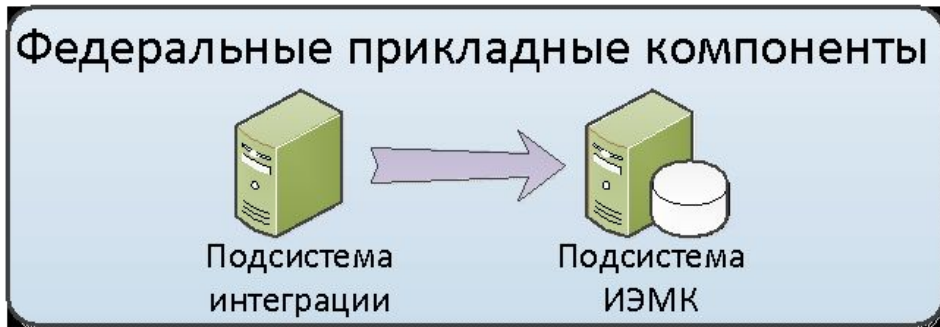 Федеральные прикладные компоненты
Подсистема
интеграции
Подсистема
ИЭМК